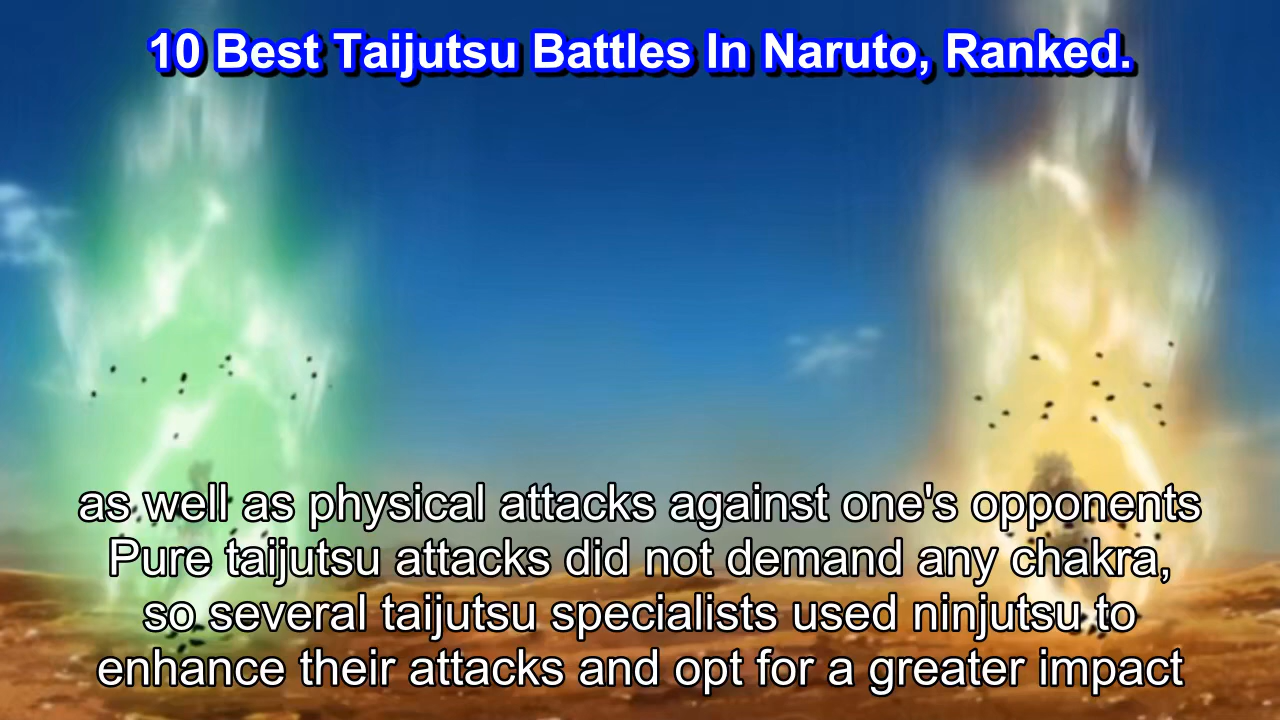 10 Best Taijutsu Battles In Naruto, Ranked.
as well as physical attacks against one's opponents
Pure taijutsu attacks did not demand any chakra,
so several taijutsu specialists used ninjutsu to
enhance their attacks and opt for a greater impact